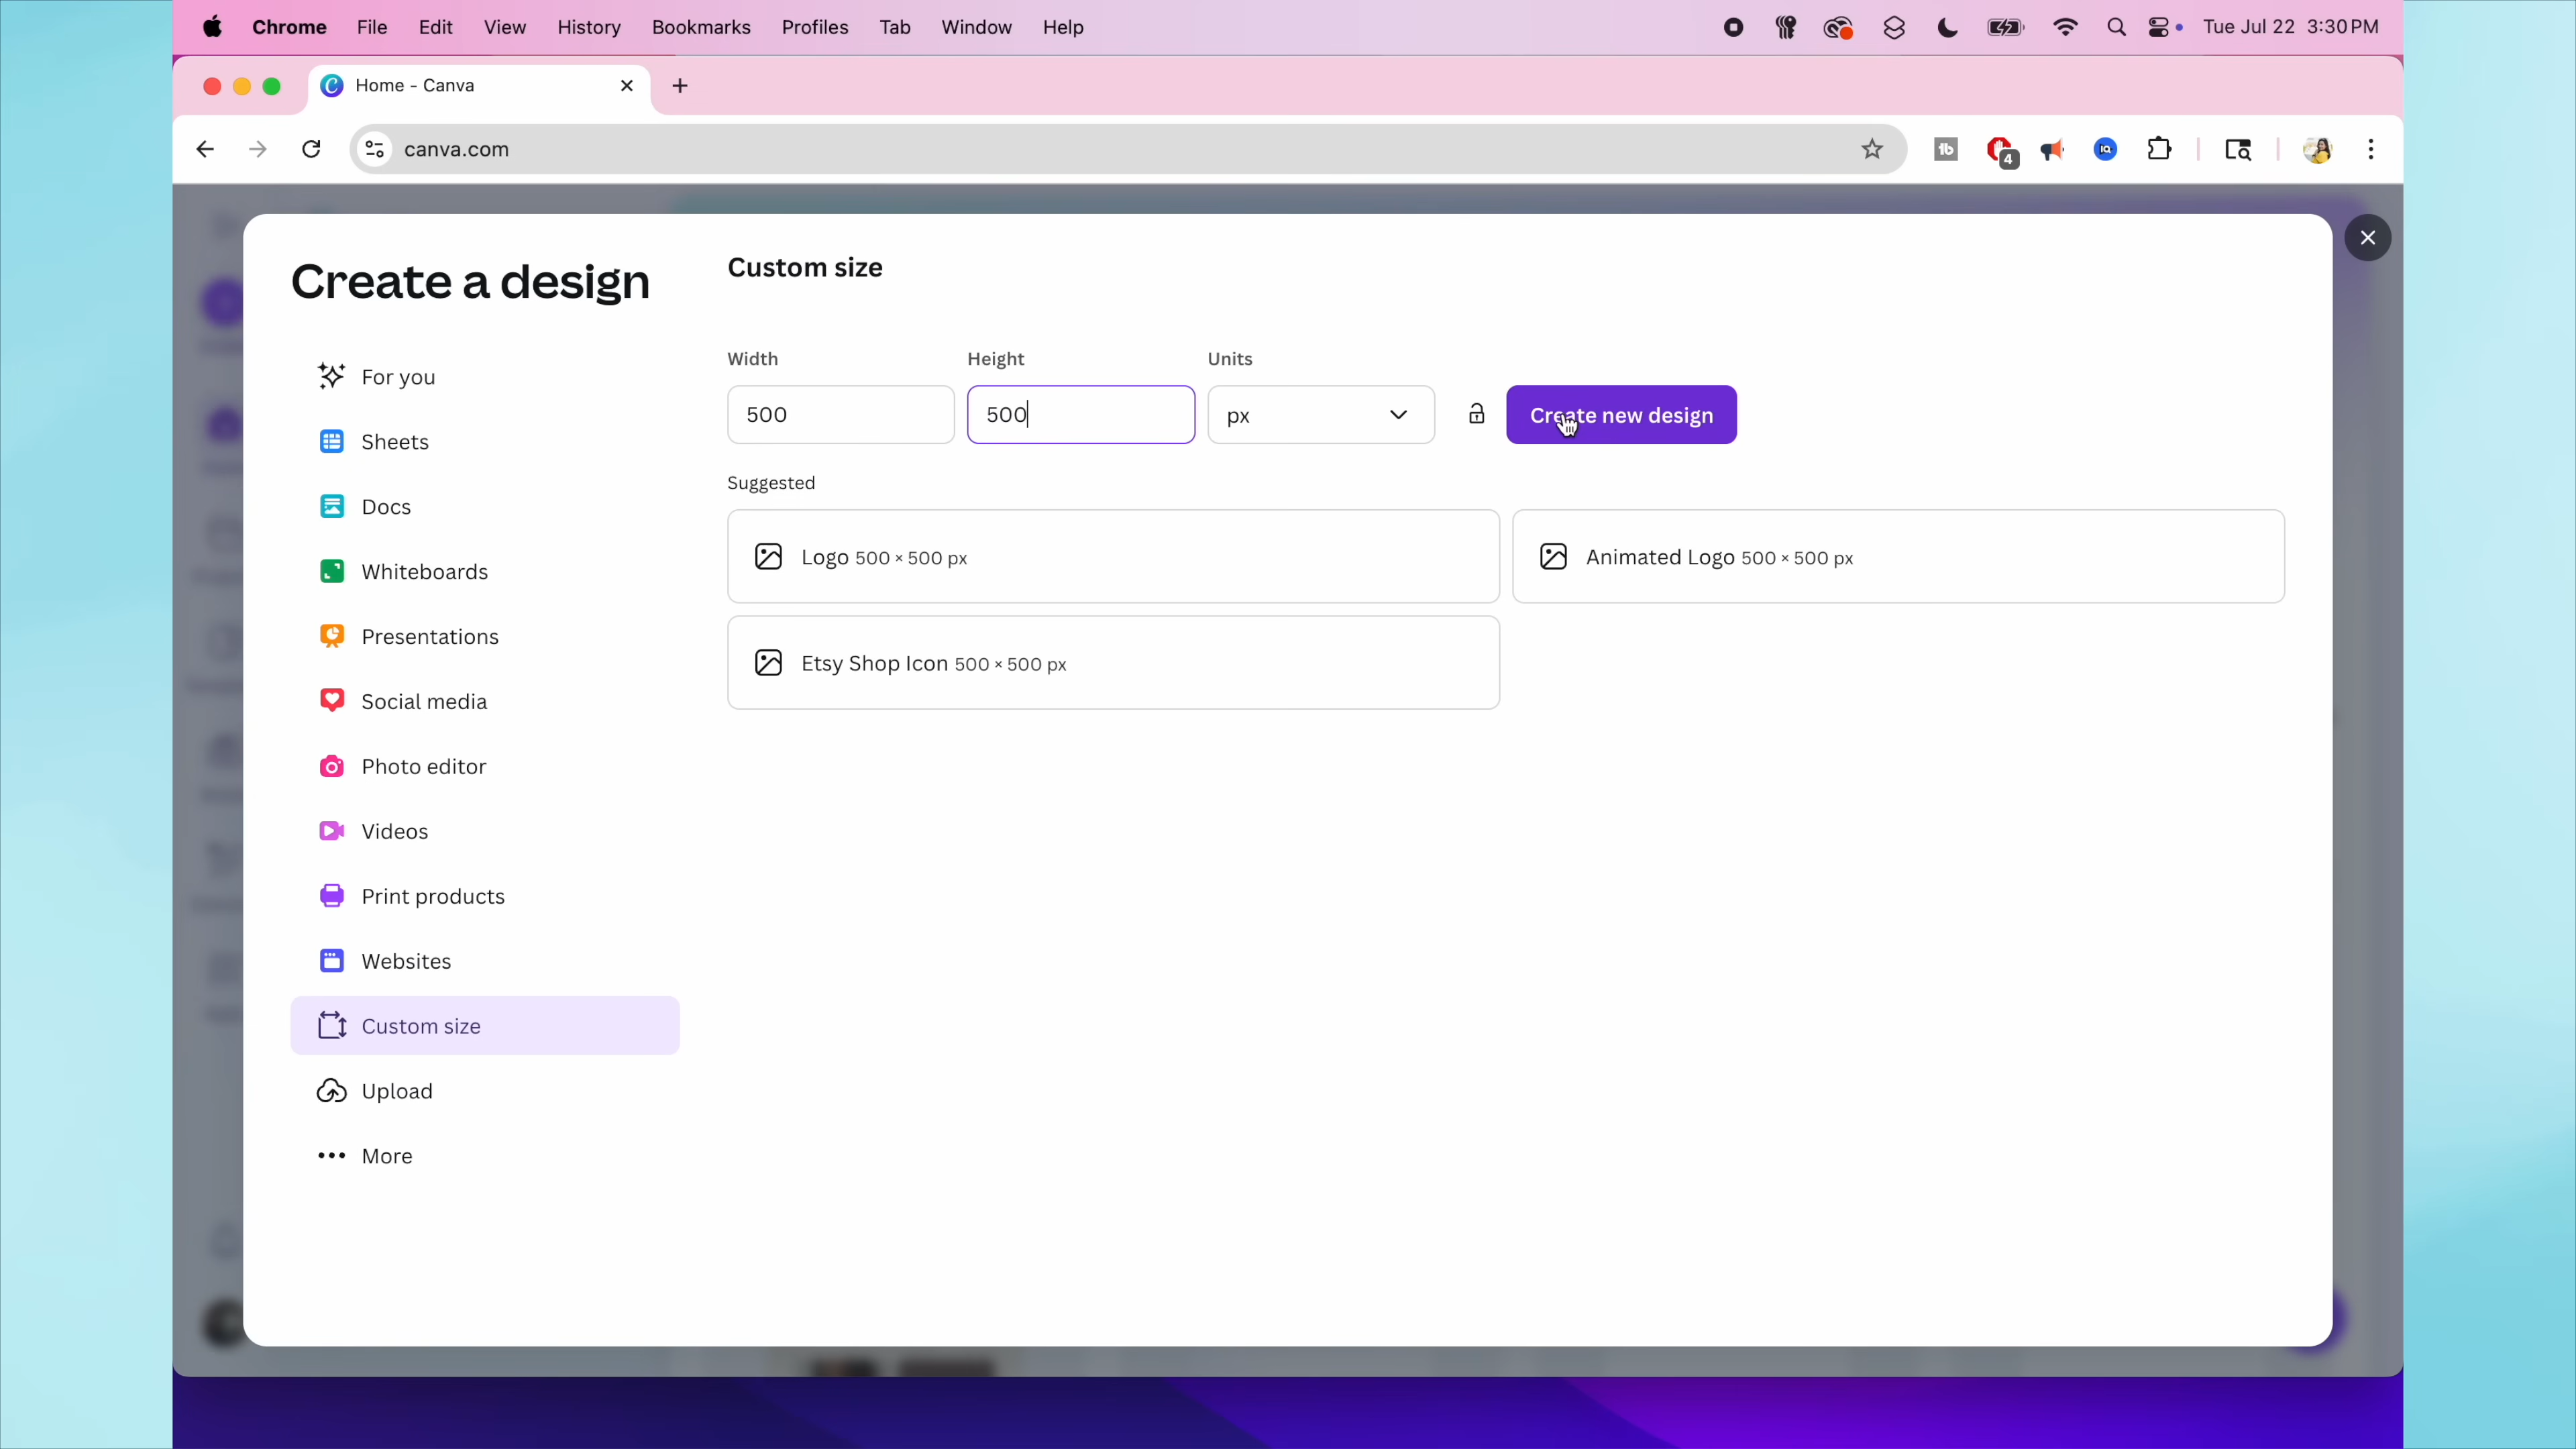 Chrome File Edit View History Bookmarks Profiles Tab Window Help Tue Jul 22 3:30 PM
Home - Canva
canva.com
4
Create a design
For you
Sheets
Docs
Whiteboards
Presentations
Social media
Photo editor
Videos
Print products
Websites
Custom size
Upload
More
Custom size
Width Height Units
500 500 px Create new design
Suggested
Logo 500 × 500 px
Animated Logo 500 × 500 px
Etsy Shop Icon 500 × 500 px